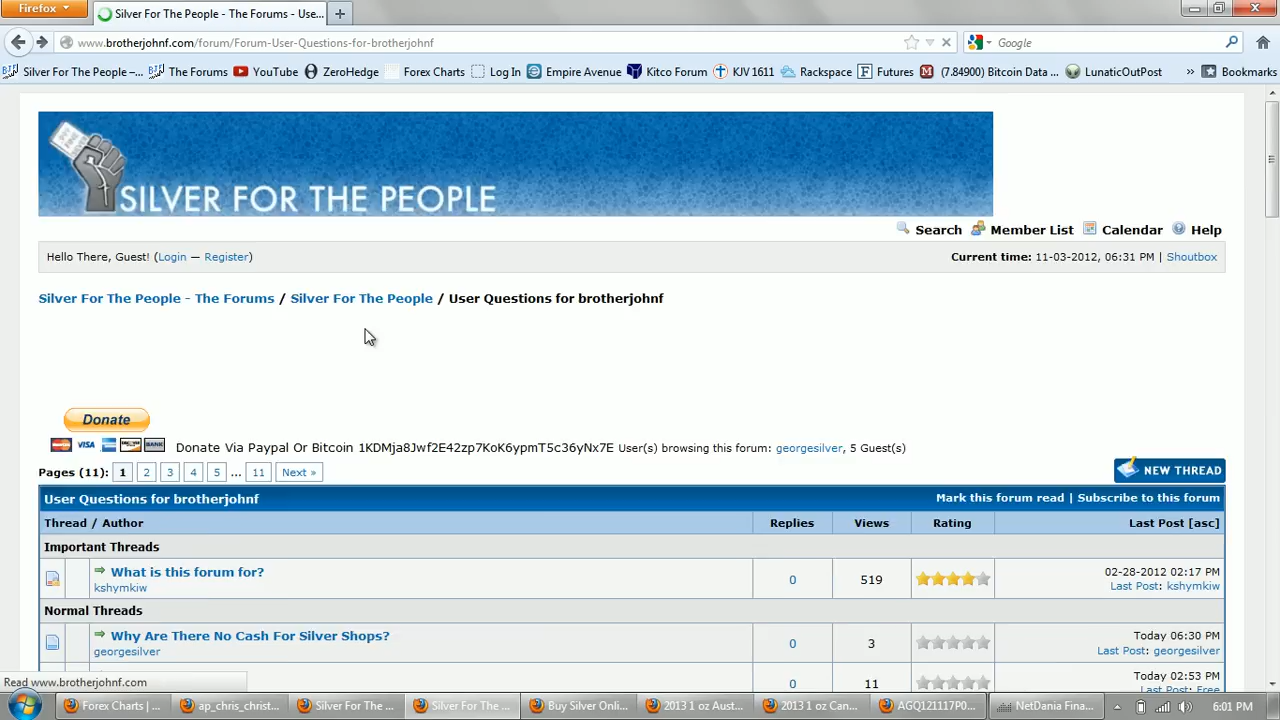 Firefox
Silver For The People - The Forums - Use...
www.brotherjohnf.com/forum/Forum-User-Questions-for-brotherjohnf
Google
Silver For The People –... The Forums YouTube ZeroHedge Forex Charts Log In Empire Avenue Kitco Forum KJV 1611 Rackspace Futures (7.84900) Bitcoin Data ... LunaticOutPost » Bookmarks
SILVER FOR THE PEOPLE
Search Member List Calendar Help
Hello There, Guest! (Login — Register)
Current time: 11-03-2012, 06:31 PM | Shoutbox
Silver For The People - The Forums / Silver For The People / User Questions for brotherjohnf
Donate
Donate Via Paypal Or Bitcoin 1KDMja8Jwf2E42zp7KoK6ypmT5c36yNx7E User(s) browsing this forum: georgesilver, 5 Guest(s)
Pages (11): 1 2 3 4 5 ... 11 Next »
NEW THREAD
User Questions for brotherjohnf
Mark this forum read | Subscribe to this forum
Thread / Author Replies Views Rating Last Post [asc]
Important Threads
What is this forum for?
kshymkiw
0 519
02-28-2012 02:17 PM
Last Post: kshymkiw
Normal Threads
Why Are There No Cash For Silver Shops?
georgesilver
0 3
Today 06:30 PM
Last Post: georgesilver
0 11
Today 02:53 PM
Last Post: Free
Read www.brotherjohnf.com
Forex Charts | ... ap_chris_christ... Silver For The ... Silver For The ... Buy Silver Onli... 2013 1 oz Aust... 2013 1 oz Can... AGQ121117P0... NetDania Fina... 6:01 PM